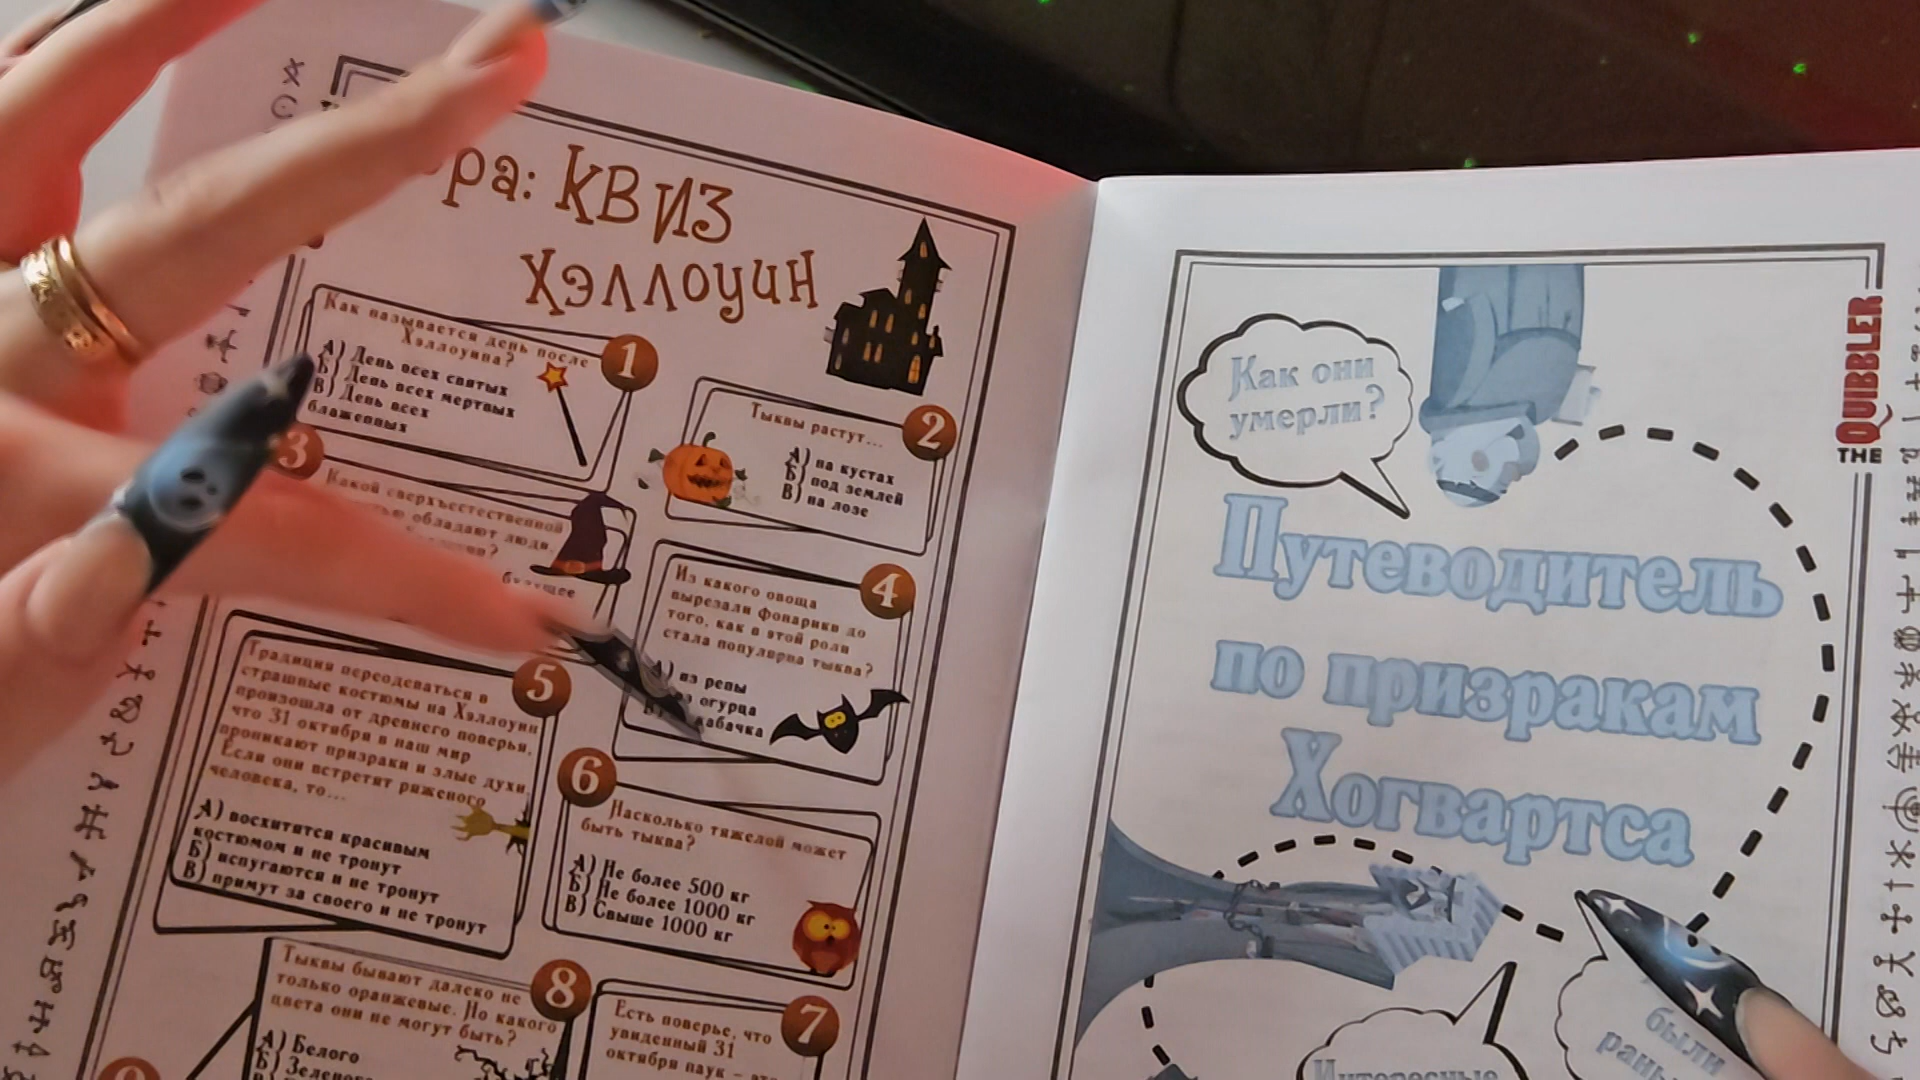 КВИЗ
Хэллоуин
1
Как называется день после
Хэллоуина?
А) День всех святых
Б) День всех мертвых
В) День всех
блаженных
2
Тыквы растут...
А) на кустах
Б) под землей
В) на лозе
3
Какой сверхъестественной
обладают люди,
будущее
4
Из какого овоща
вырезали фонарики до
того, как в этой роли
стала популярна тыква?
из репы
огурца
5
Традиция переодеваться в
страшные костюмы на Хэллоуин
произошла от древнего поверья,
что 31 октября в наш мир
проникают призраки и злые духи.
Если они встретят ряженого
человека, то...
А) восхитятся красивым
костюмом и не тронут
Б) испугаются и не тронут
В) примут за своего и не тронут
6
Насколько тяжелой может
быть тыква?
А) Не более 500 кг
Б) Не более 1000 кг
В) Свыше 1000 кг
8
Тыквы бывают далеко не
только оранжевые. Но какого
цвета они не могут быть?
А) Белого
Б)
7
Есть поверье, что
увиденный 31
октября паук -
Как они
умерли?
Путеводитель
по призракам
Хогвартса
THE QUIBBLER
Интересные
были